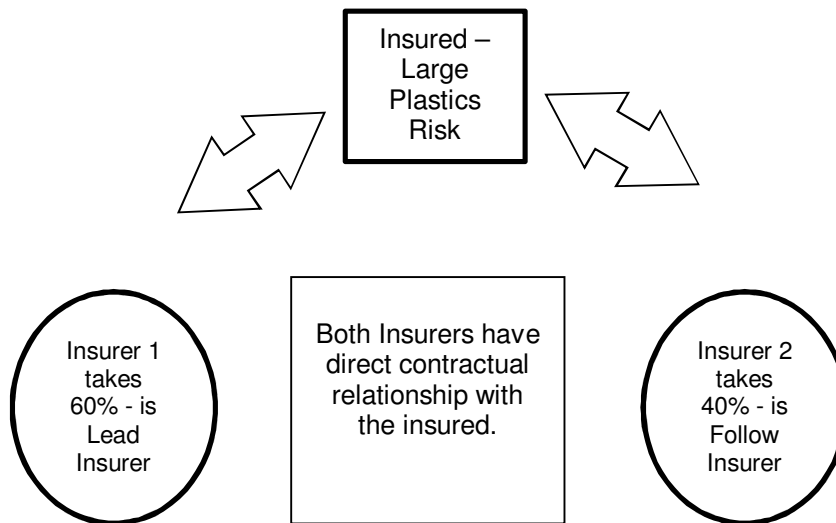 Insured –
Large
Plastics
Risk
Insurer 1
takes
60% - is
Lead
Insurer
Both Insurers have
direct contractual
relationship with
the insured.
Insurer 2
takes
40% - is
Follow
Insurer